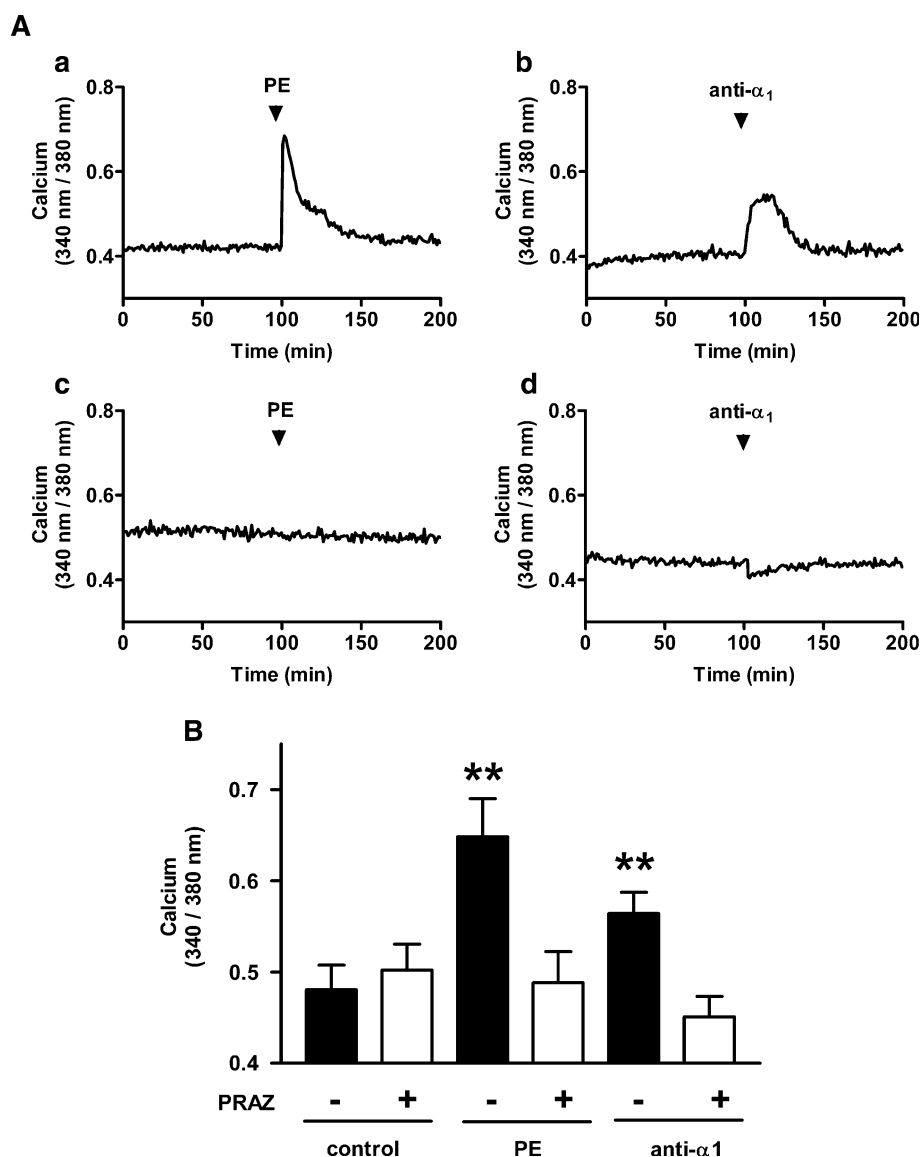 A
a
PE
0.8
0.6
0.4
Calcium
(340 nm / 380 nm)
0 50 100 150 200
Time (min)
b
anti-α1
0.8
0.6
0.4
Calcium
(340 nm / 380 nm)
0 50 100 150 200
Time (min)
c
PE
0.8
0.6
0.4
Calcium
(340 nm / 380 nm)
0 50 100 150 200
Time (min)
d
anti-α1
0.8
0.6
0.4
Calcium
(340 nm / 380 nm)
0 50 100 150 200
Time (min)
B
**
**
0.7
0.6
0.5
0.4
Calcium
(340 / 380 nm)
PRAZ - + - + - +
control PE anti-α1